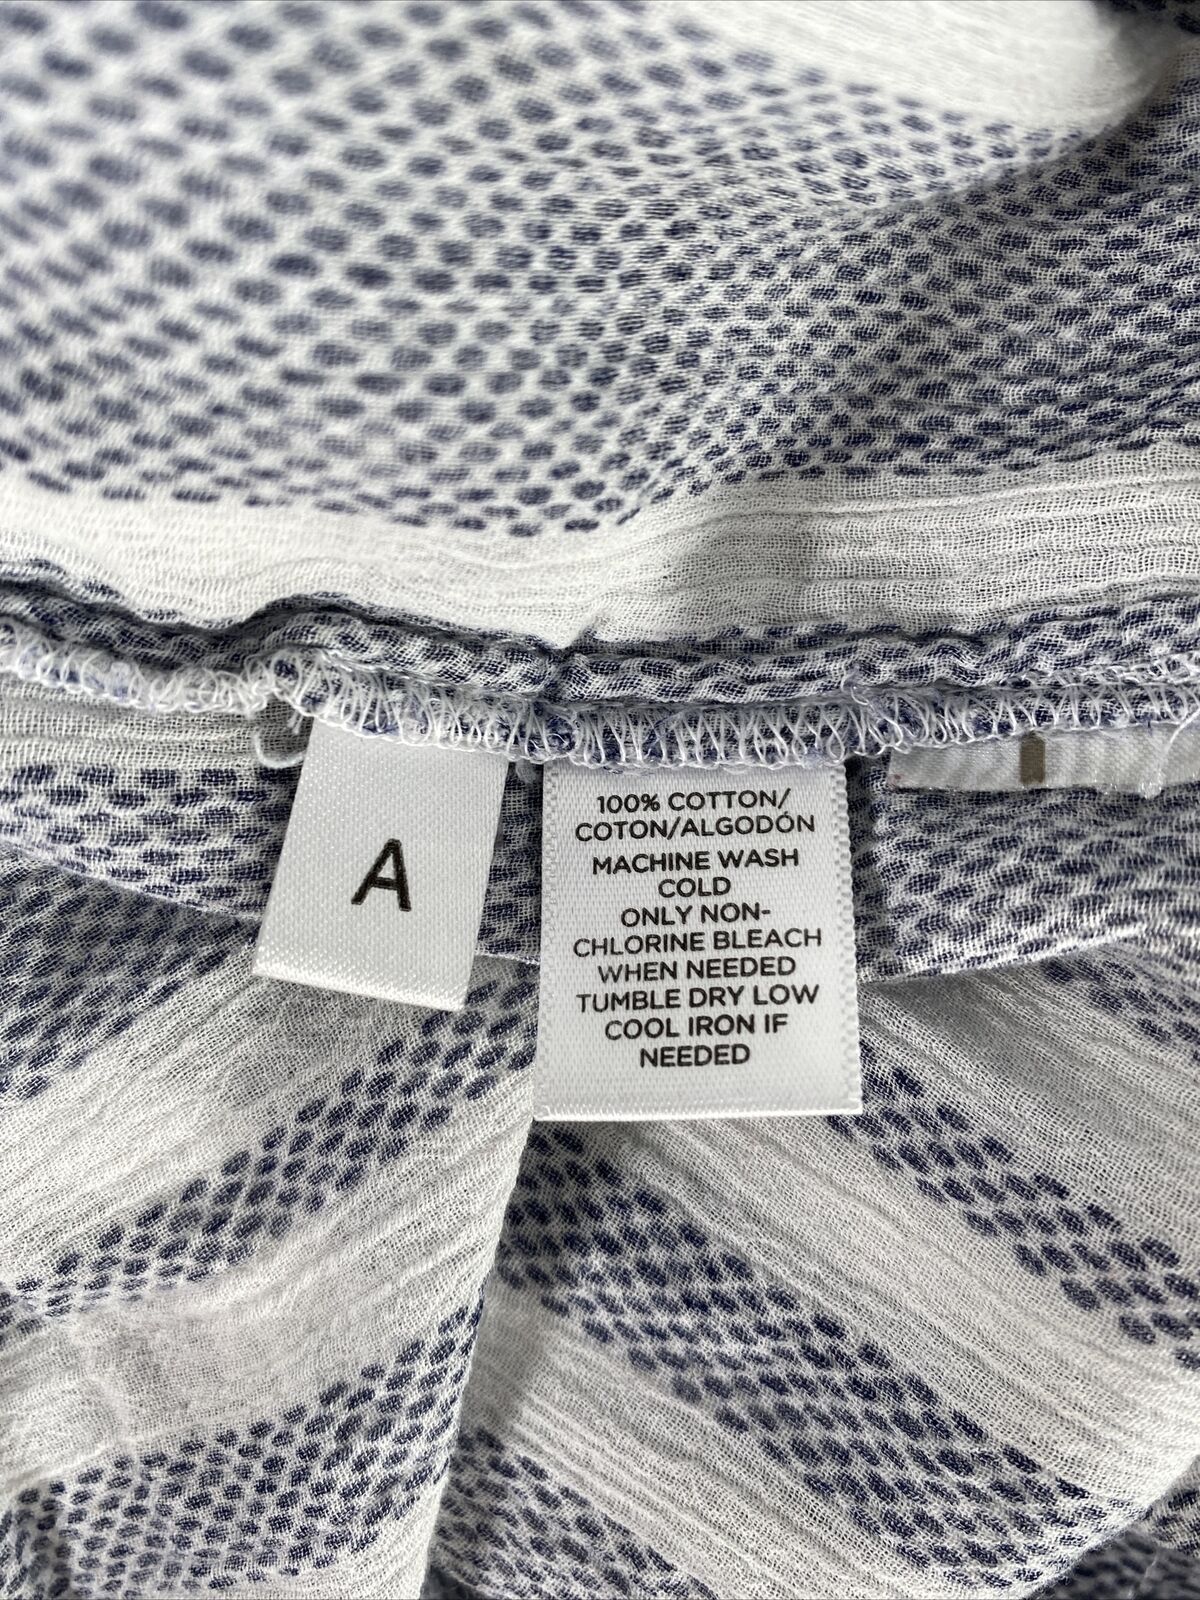 A
100% COTTON/
COTON/ALGODÓN
MACHINE WASH
COLD
ONLY NON-
CHLORINE BLEACH
WHEN NEEDED
TUMBLE DRY LOW
COOL IRON IF
NEEDED